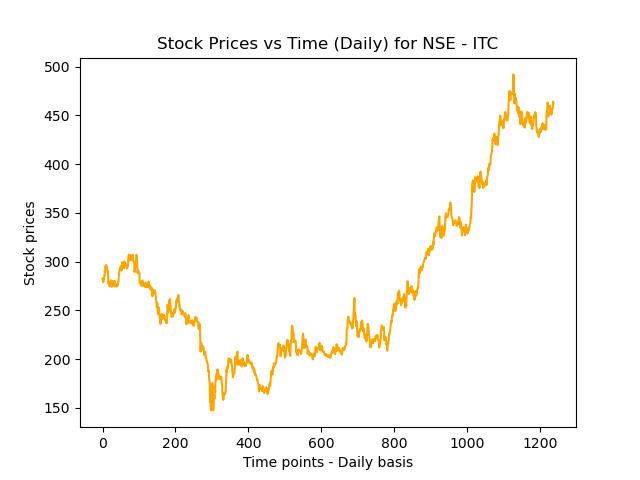 Stock Prices vs Time (Daily) for NSE - ITC
500
450
400
350
300
250
200
150
Stock prices
0 200 400 600 800 1000 1200
Time points - Daily basis